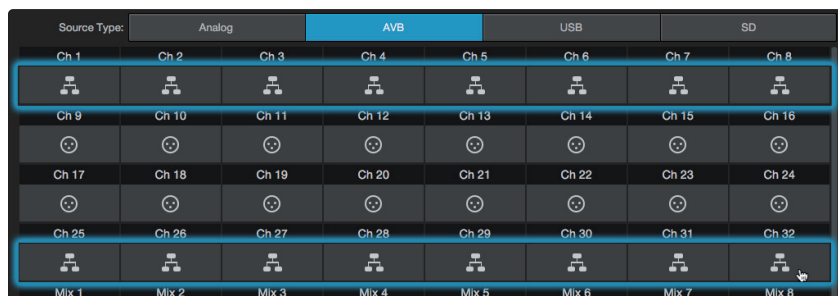 Source Type: Analog AVB USB SD
Ch 1 Ch 2 Ch 3 Ch 4 Ch 5 Ch 6 Ch 7 Ch 8
Ch 9 Ch 10 Ch 11 Ch 12 Ch 13 Ch 14 Ch 15 Ch 16
Ch 17 Ch 18 Ch 19 Ch 20 Ch 21 Ch 22 Ch 23 Ch 24
Ch 25 Ch 26 Ch 27 Ch 28 Ch 29 Ch 30 Ch 31 Ch 32
Mix 1 Mix 2 Mix 3 Mix 4 Mix 5 Mix 6 Mix 7 Mix 8